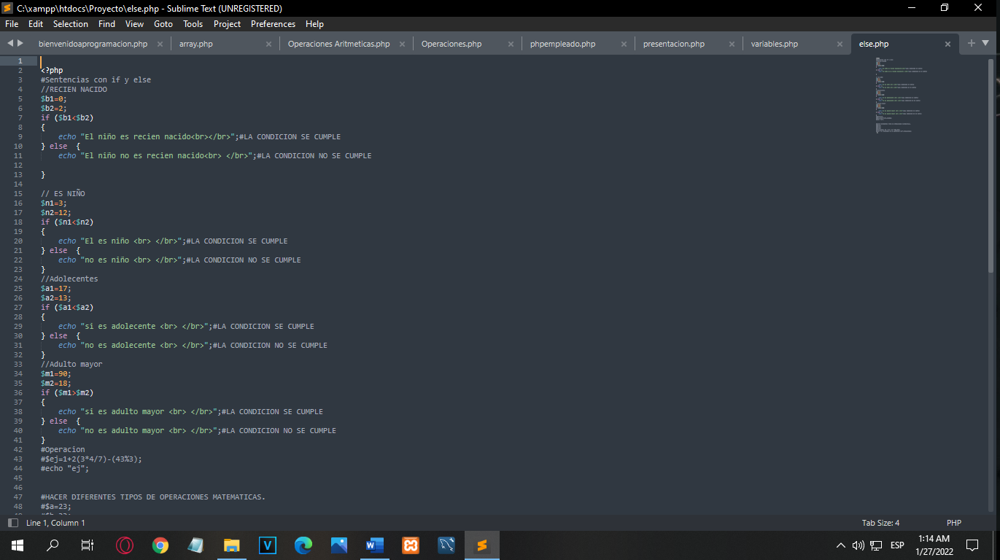 C:\xampp\htdocs\Proyecto\else.php - Sublime Text (UNREGISTERED)
File Edit Selection Find View Goto Tools Project Preferences Help
bienvenidoaprogramacion.php array.php Operaciones Aritmeticas.php Operaciones.php phpempleado.php presentacion.php variables.php else.php
1
2 <?php
3 #Sentencias con if y else
4 //RECIEN NACIDO
5 $b1=0;
6 $b2=2;
7 if ($b1<$b2)
8 {
9 echo "El niño es recien nacido<br></br>";#LA CONDICION SE CUMPLE
10 } else {
11 echo "El niño no es recien nacido<br> </br>";#LA CONDICION NO SE CUMPLE
12
13 }
14
15 // ES NIÑO
16 $n1=3;
17 $n2=12;
18 if ($n1<$n2)
19 {
20 echo "El es niño <br> </br>";#LA CONDICION SE CUMPLE
21 } else {
22 echo "no es niño <br> </br>";#LA CONDICION NO SE CUMPLE
23 }
24 //Adolecentes
25 $a1=17;
26 $a2=13;
27 if ($a1<$a2)
28 {
29 echo "si es adolecente <br> </br>";#LA CONDICION SE CUMPLE
30 } else {
31 echo "no es adolecente <br> </br>";#LA CONDICION NO SE CUMPLE
32 }
33 //Adulto mayor
34 $m1=90;
35 $m2=18;
36 if ($m1>$m2)
37 {
38 echo "si es adulto mayor <br> </br>";#LA CONDICION SE CUMPLE
39 } else {
40 echo "no es adulto mayor <br> </br>";#LA CONDICION NO SE CUMPLE
41 }
42 #Operacion
43 #$ej=1+2(3*4/7)-(43%3);
44 #echo "ej";
45
46
47 #HACER DIFERENTES TIPOS DE OPERACIONES MATEMATICAS.
48 #$a=23;
Line 1, Column 1 Tab Size: 4 PHP
ESP
1:14 AM
1/27/2022